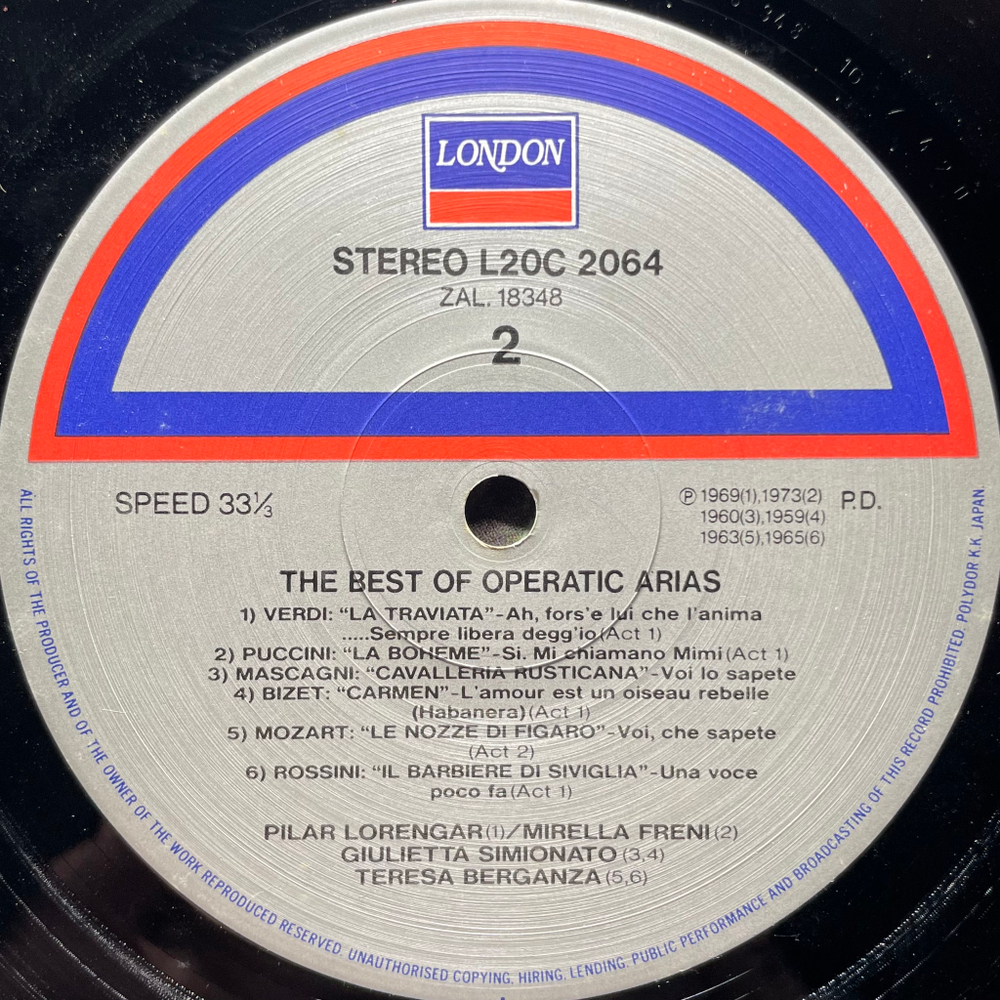 LONDON
STEREO L20C 2064
ZAL. 18348
2
SPEED 33⅓
℗ 1969(1),1973(2)
1960(3),1959(4)
1963(5),1965(6)
P.D.
THE BEST OF OPERATIC ARIAS
1) VERDI: “LA TRAVIATA”-Ah, fors'e lui che l'anima
.....Sempre libera degg'io(Act 1)
2) PUCCINI: “LA BOHEME”-Si. Mi chiamano Mimi(Act 1)
3) MASCAGNI: “CAVALLERIA RUSTICANA”-Voi lo sapete
4) BIZET: “CARMEN”-L'amour est un oiseau rebelle
(Habanera)(Act 1)
5) MOZART: “LE NOZZE DI FIGARO”-Voi, che sapete
(Act 2)
6) ROSSINI: “IL BARBIERE DI SIVIGLIA”-Una voce
poco fa(Act 1)
PILAR LORENGAR(1)/MIRELLA FRENI(2)
GIULIETTA SIMIONATO(3,4)
TERESA BERGANZA(5,6)
ALL RIGHTS OF THE PRODUCER AND OF THE OWNER OF THE WORK REPRODUCED RESERVED. UNAUTHORISED COPYING, HIRING, LENDING, PUBLIC PERFORMANCE AND BROADCASTING OF THIS RECORD PROHIBITED. POLYDOR K.K. JAPAN.